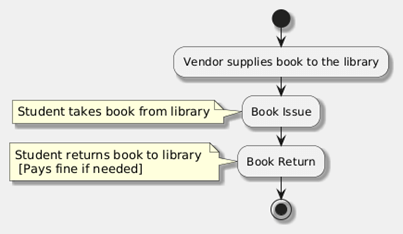 Vendor supplies book to the library
Student takes book from library
Book Issue
Student returns book to library
[Pays fine if needed]
Book Return